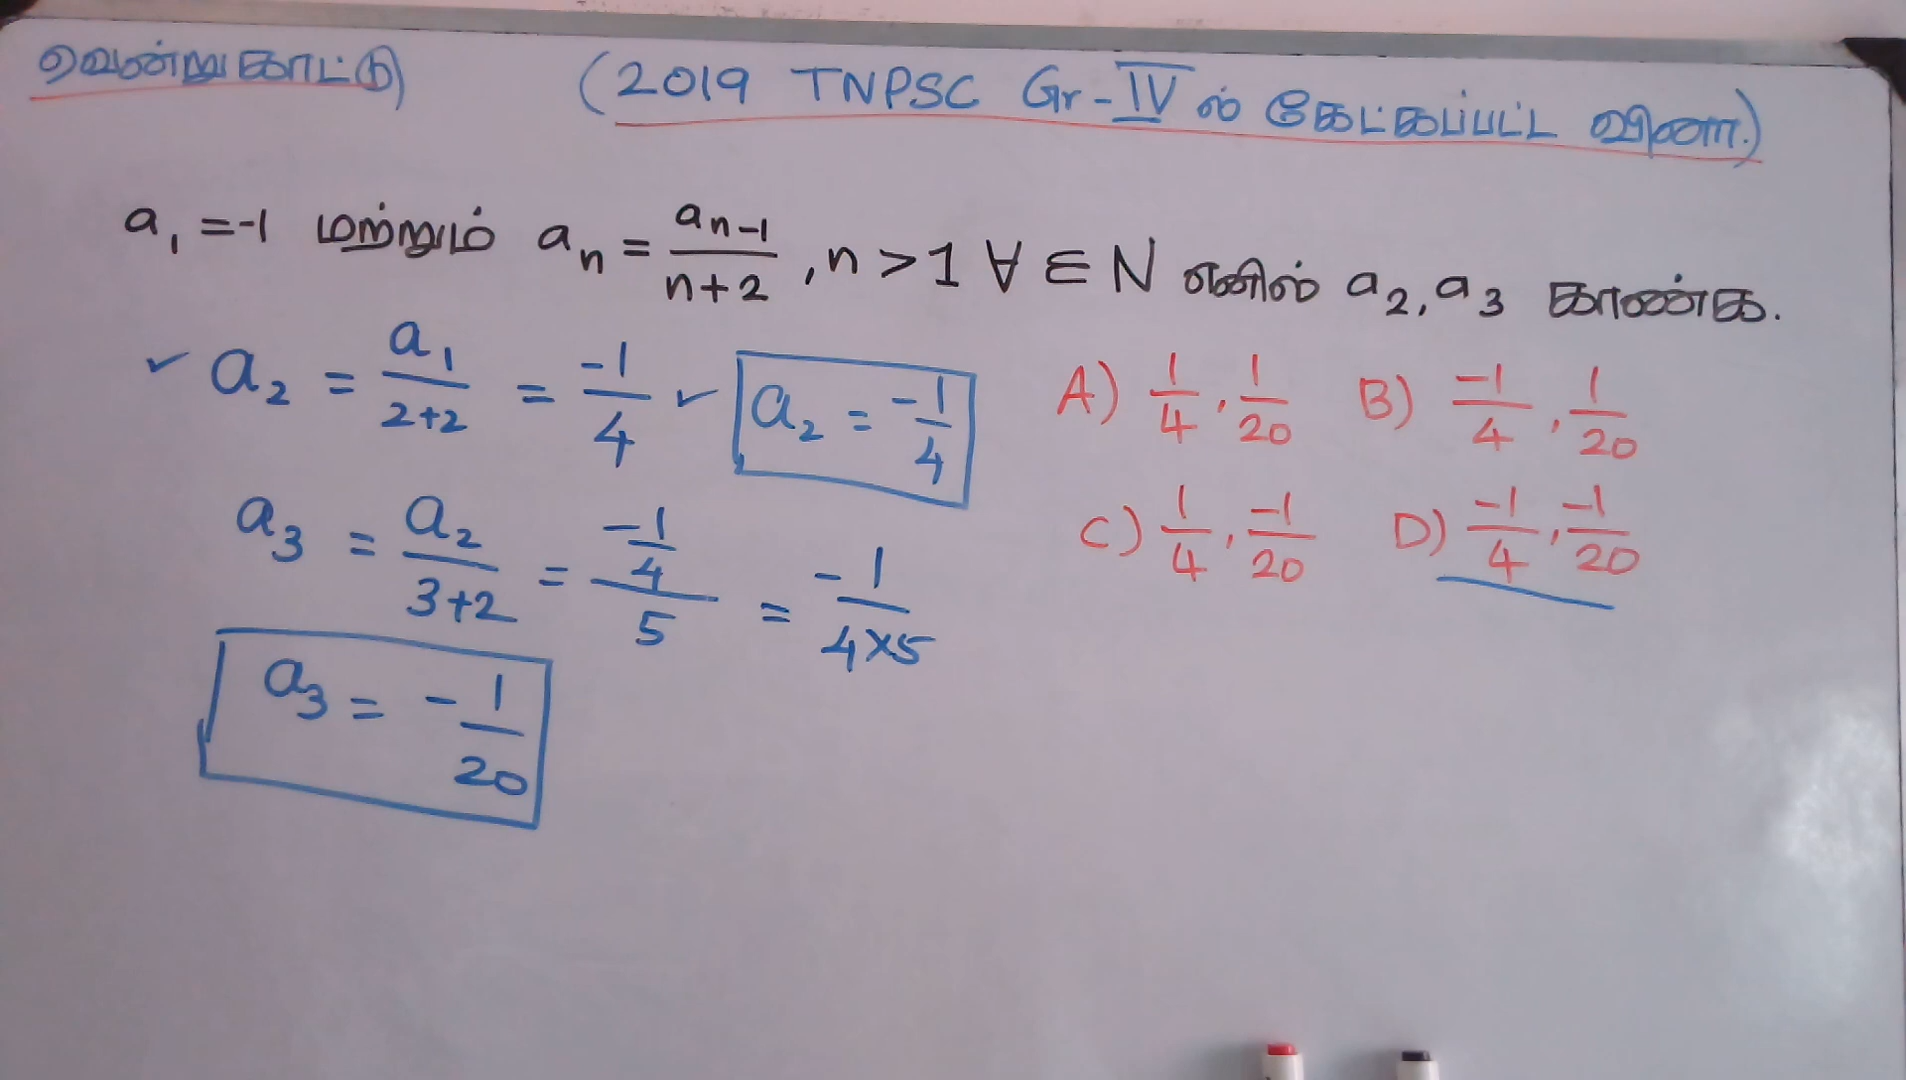 வென்றுகாட்டு
(2019 TNPSC Gr-IV ல் கேட்கப்பட்ட வினா.)
a₁ = -1 மற்றும் aₙ = aₙ₋₁/(n+2), n > 1 ∀ ∈ N எனில் a₂, a₃ காண்க.
✓ a₂ = a₁/(2+2) = -1/4 ✓ a₂ = -1/4
A) 1/4, 1/20 B) -1/4, 1/20
a₃ = a₂/(3+2) = (-1/4)/5 = -1/(4×5)
C) 1/4, -1/20 D) -1/4, -1/20
a₃ = -1/20